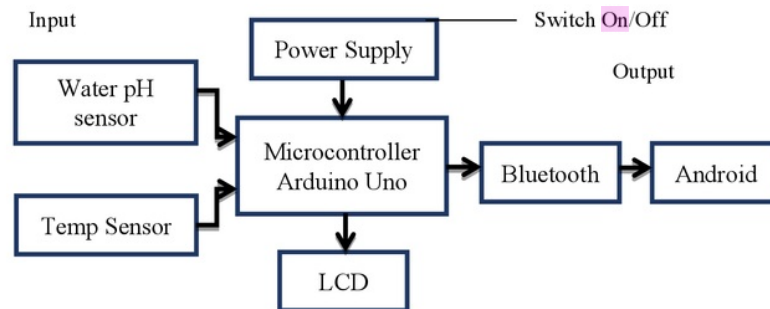 Input
Switch On/Off
Power Supply
Output
Water pH
sensor
Microcontroller
Arduino Uno
Bluetooth
Android
Temp Sensor
LCD